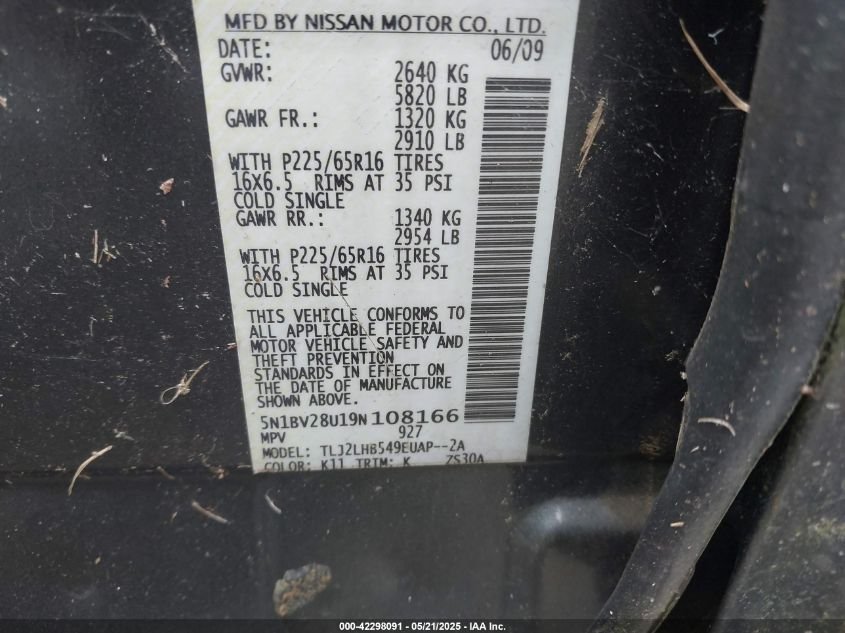 MFD BY NISSAN MOTOR CO., LTD.
DATE: 06/09
GVWR: 2640 KG
5820 LB
GAWR FR.: 1320 KG
2910 LB
WITH P225/65R16 TIRES
16X6.5 RIMS AT 35 PSI
COLD SINGLE
GAWR RR.: 1340 KG
2954 LB
WITH P225/65R16 TIRES
16X6.5 RIMS AT 35 PSI
COLD SINGLE
THIS VEHICLE CONFORMS TO
ALL APPLICABLE FEDERAL
MOTOR VEHICLE SAFETY AND
THEFT PREVENTION
STANDARDS IN EFFECT ON
THE DATE OF MANUFACTURE
SHOWN ABOVE.
5N1BV28U19N108166
MPV 927
MODEL: TLJ2LHB549EUAP--2A
COLOR: K11 TRIM: K ZS30A
000-42298091 - 05/21/2025 - IAA Inc.